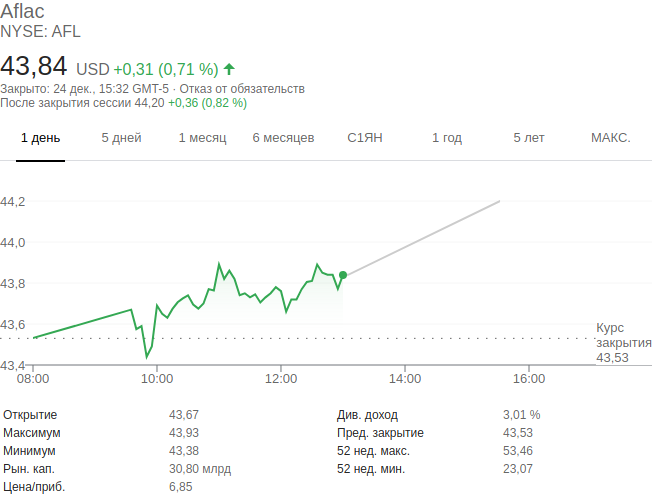 Aflac
NYSE: AFL
43,84 USD +0,31 (0,71 %)
Закрыто: 24 дек., 15:32 GMT-5 · Отказ от обязательств
После закрытия сессии 44,20 +0,36 (0,82 %)
1 день 5 дней 1 месяц 6 месяцев С1ЯН 1 год 5 лет МАКС.
44,2
44,0
43,8
43,6
Курс
закрытия
43,53
43,4
08:00 10:00 12:00 14:00 16:00
Открытие 43,67 Див. доход 3,01 %
Максимум 43,93 Пред. закрытие 43,53
Минимум 43,38 52 нед. макс. 53,46
Рын. кап. 30,80 млрд 52 нед. мин. 23,07
Цена/приб. 6,85